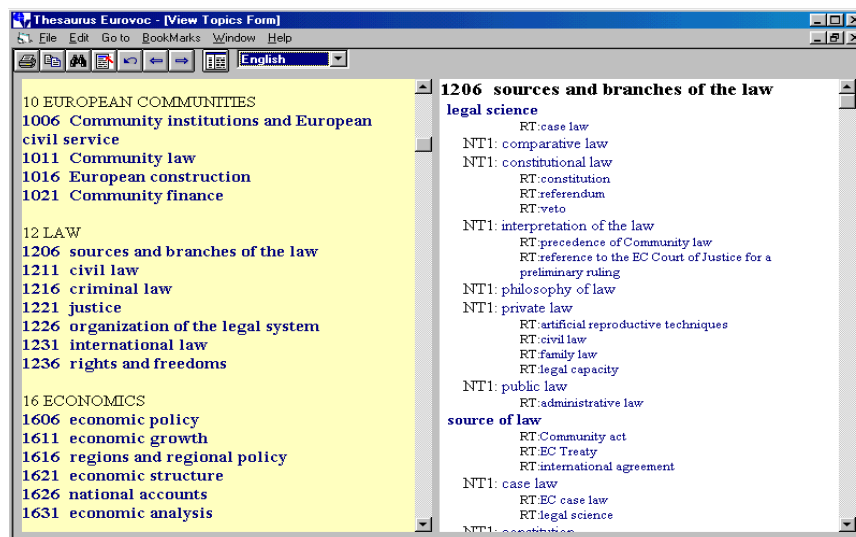 Thesaurus Eurovoc - [View Topics Form]
File Edit Go to BookMarks Window Help
English
10 EUROPEAN COMMUNITIES
1006 Community institutions and European
civil service
1011 Community law
1016 European construction
1021 Community finance
12 LAW
1206 sources and branches of the law
1211 civil law
1216 criminal law
1221 justice
1226 organization of the legal system
1231 international law
1236 rights and freedoms
16 ECONOMICS
1606 economic policy
1611 economic growth
1616 regions and regional policy
1621 economic structure
1626 national accounts
1631 economic analysis
1206 sources and branches of the law
legal science
RT:case law
NT1: comparative law
NT1: constitutional law
RT:constitution
RT:referendum
RT:veto
NT1: interpretation of the law
RT:precedence of Community law
RT:reference to the EC Court of Justice for a
preliminary ruling
NT1: philosophy of law
NT1: private law
RT:artificial reproductive techniques
RT:civil law
RT:family law
RT:legal capacity
NT1: public law
RT:administrative law
source of law
RT:Community act
RT:EC Treaty
RT:international agreement
NT1: case law
RT:EC case law
RT:legal science
NT1: constitution